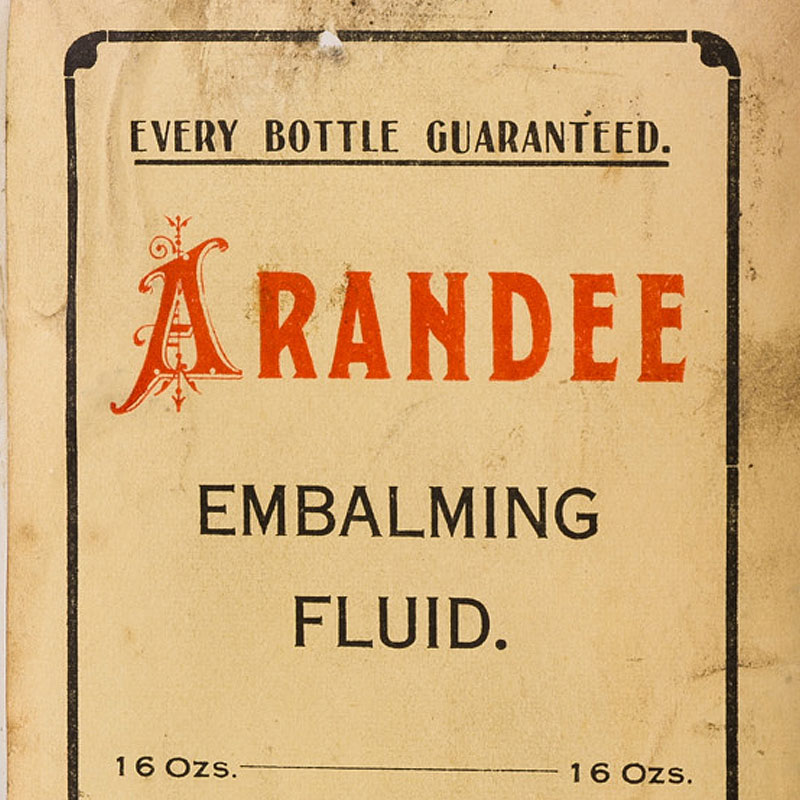 EVERY BOTTLE GUARANTEED.
ARANDEE
EMBALMING
FLUID.
16 Ozs. 16 Ozs.